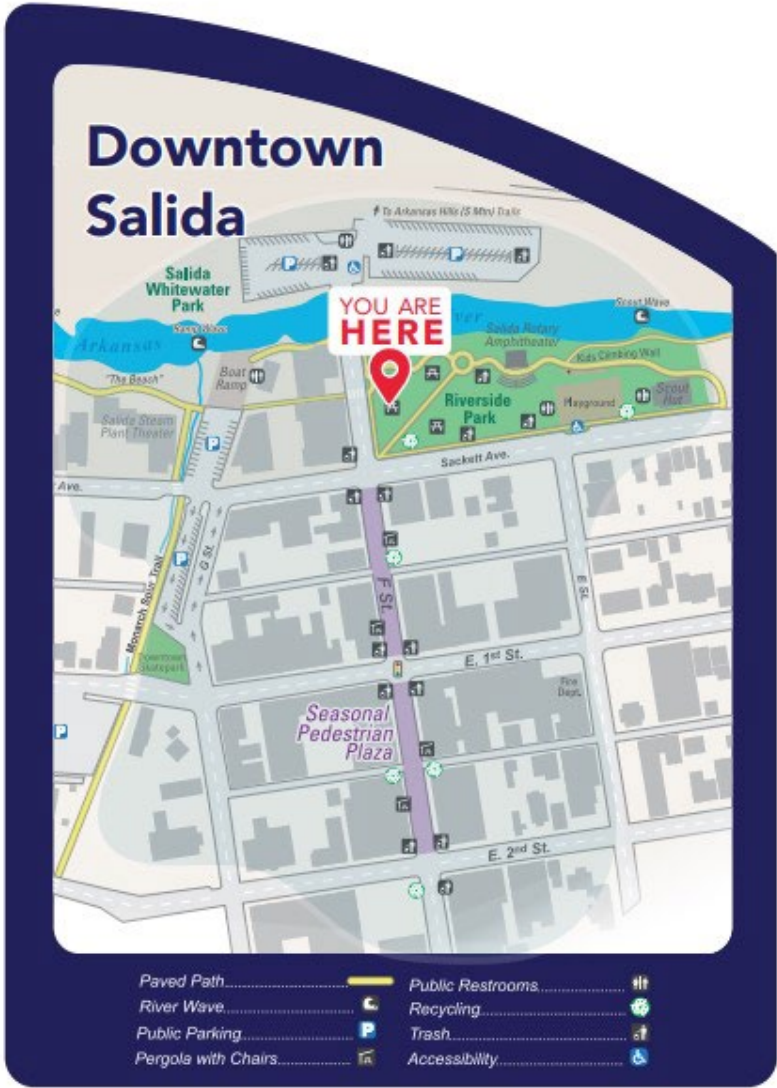 Downtown
Salida
To Arkansas Hills (S Mtn) Trails
P
P
Salida
Whitewater
Park
YOU ARE
HERE
Scout Wave
Arkansas
River
Salida Rotary
Amphitheater
Kids Climbing Wall
"The Beach"
Boat
Ramp
Riverside
Park
Playground
Scout
Hut
Salida Steam
Plant Theater
P
Sackett Ave.
Ave.
Monarch Spur Trail
P
G St.
F St.
E St.
Downtown
Skatepark
E. 1st St.
Fire
Dept.
P
Seasonal
Pedestrian
Plaza
E. 2nd St.
Paved Path
Public Restrooms
River Wave
Recycling
Public Parking P
Trash
Pergola with Chairs
Accessibility